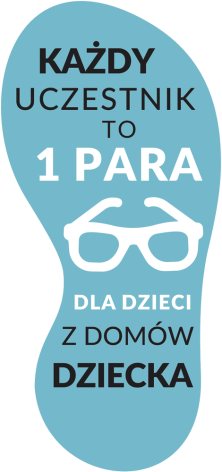 KAŻDY
UCZESTNIK
TO
1 PARA
DLA DZIECI
Z DOMÓW
DZIECKA